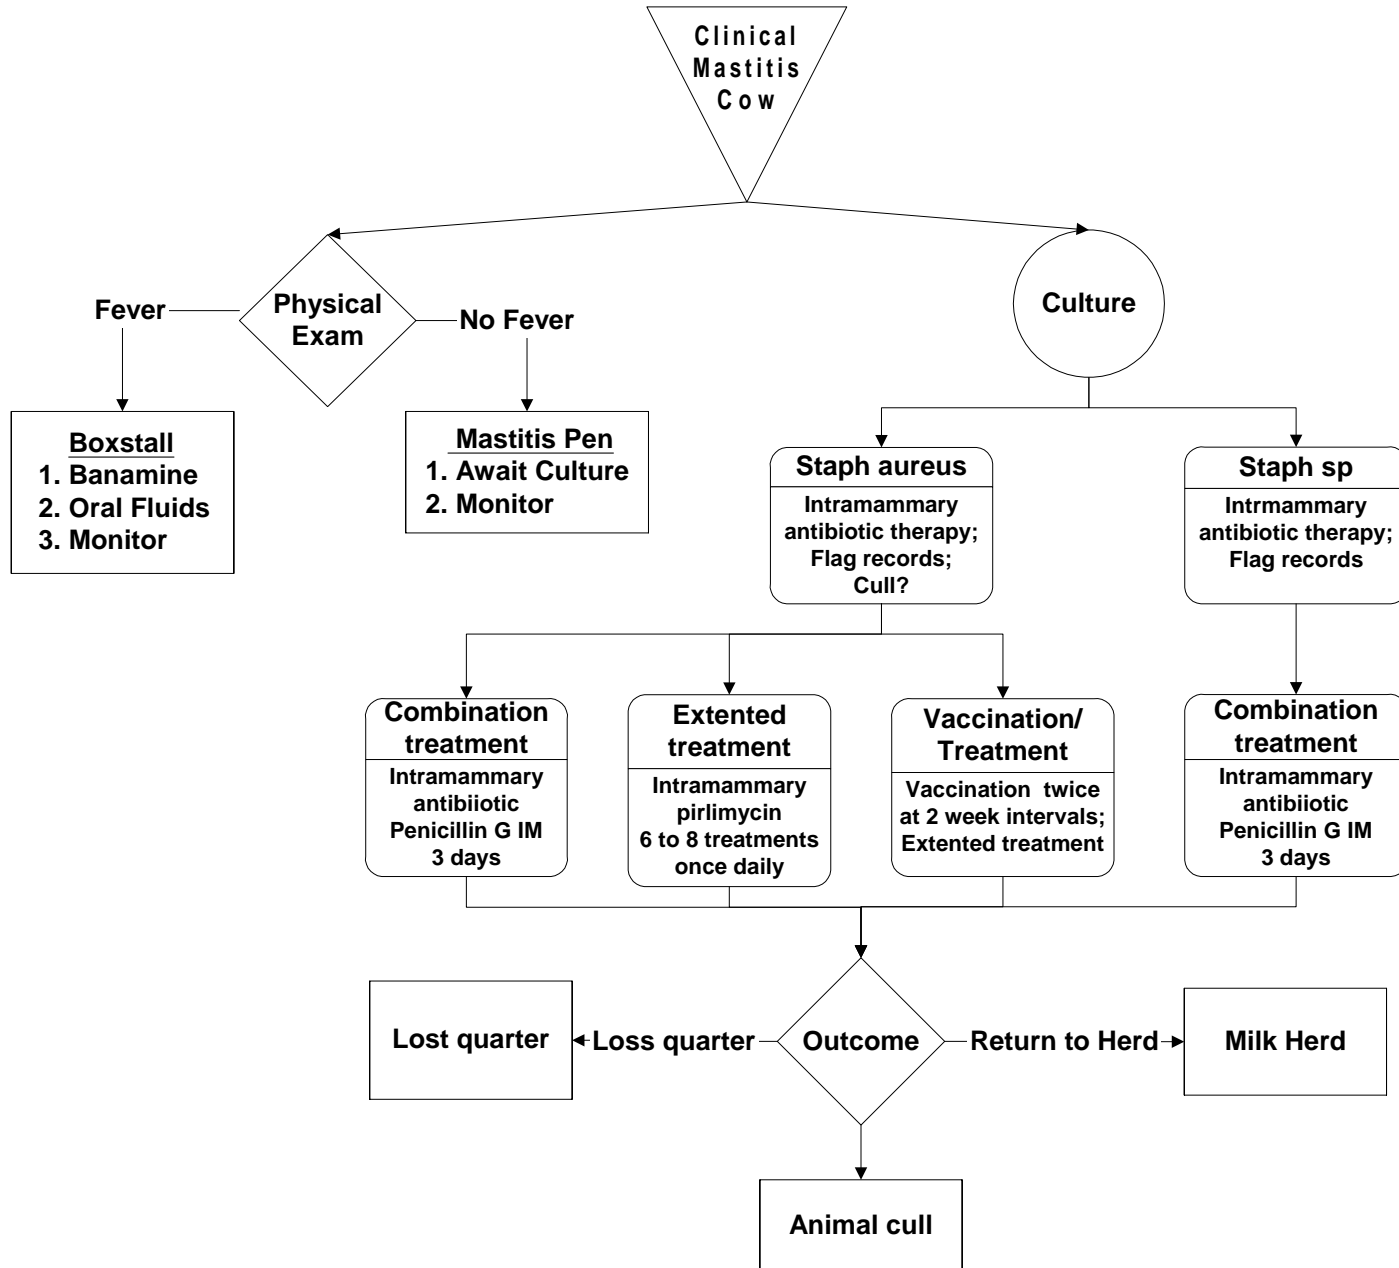 Clinical
Mastitis
Cow
Physical
Exam
Fever
No Fever
Culture
Boxstall
1. Banamine
2. Oral Fluids
3. Monitor
Mastitis Pen
1. Await Culture
2. Monitor
Staph aureus
Intramammary
antibiotic therapy;
Flag records;
Cull?
Staph sp
Intrmammary
antibiotic therapy;
Flag records
Combination
treatment
Intramammary
antibiiotic
Penicillin G IM
3 days
Extented
treatment
Intramammary
pirlimycin
6 to 8 treatments
once daily
Vaccination/
Treatment
Vaccination twice
at 2 week intervals;
Extented treatment
Combination
treatment
Intramammary
antibiiotic
Penicillin G IM
3 days
Lost quarter
Loss quarter
Outcome
Return to Herd
Milk Herd
Animal cull